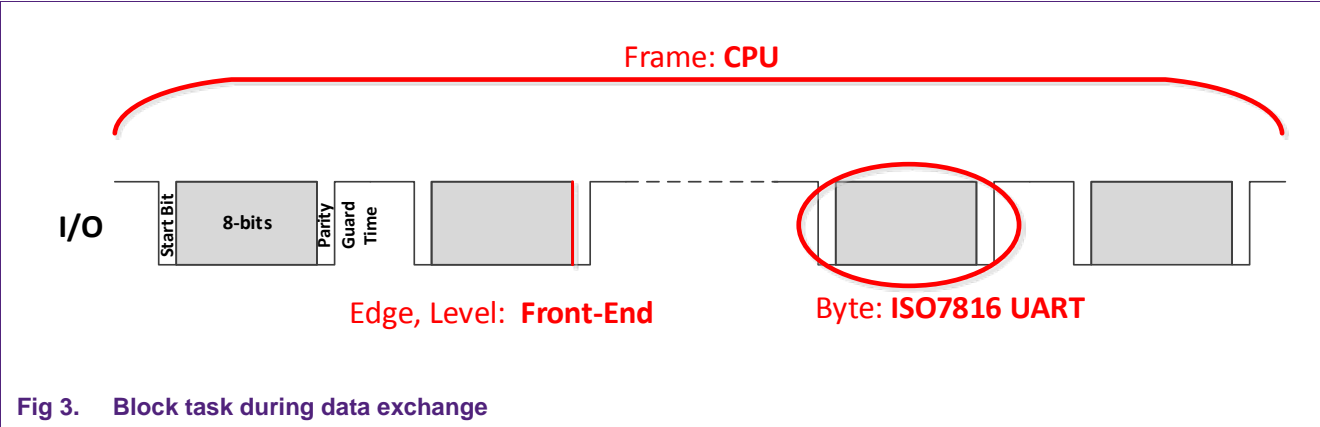 Frame: CPU
I/O
Start Bit
8-bits
Parity
Guard
Time
Edge, Level: Front-End
Byte: ISO7816 UART
Fig 3. Block task during data exchange